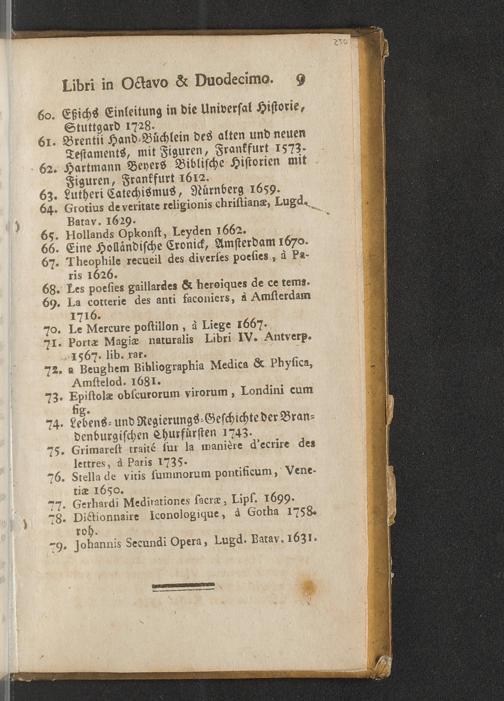 250
Libri in Octavo & Duodecimo. 9
60. Eßichs Einleitung in die Universal Historie,
Stuttgard 1728.
61. Brentii Hand-Büchlein des alten und neuen
Testaments, mit Figuren, Franckfurt 1573.
62. Hartmann Beyers Biblische Historien mit
Figuren, Franckfurt 1612.
63. Lutheri Catechismus, Nürnberg 1659.
64. Grotius de veritate religionis christianæ, Lugd.
Batav. 1629.
65. Hollands Opkonst, Leyden 1662.
66. Eine Holländische Cronick, Amsterdam 1670.
67. Theophile recueil des diverses poesies, à Pa-
ris 1626.
68. Les poesies gaillardes & heroiques de ce tems.
69. La cotterie des anti faconiers, à Amsterdam
1716.
70. Le Mercure postillon, à Liege 1667.
71. Portæ Magiæ naturalis Libri IV. Antverp.
1567. lib. rar.
72. a Beughem Bibliographia Medica & Physica,
Amstelod. 1681.
73. Epistolæ obscurorum virorum, Londini cum
fig.
74. Lebens- und Regierungs-Geschichte der Bran-
denburgischen Churfürsten 1743.
75. Grimarest traité sur la manière d'ecrire des
lettres, à Paris 1735.
76. Stella de vitis summorum pontificum, Vene-
tiæ 1650.
77. Gerhardi Meditationes sacræ, Lips. 1699.
78. Dictionnaire Iconologique, à Gotha 1758.
roh.
79. Johannis Secundi Opera, Lugd. Batav. 1631.